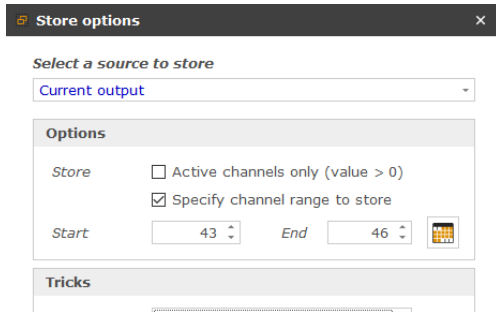 Store options
Select a source to store
Current output
Options
Store Active channels only (value > 0)
Specify channel range to store
Start 43 End 46
Tricks